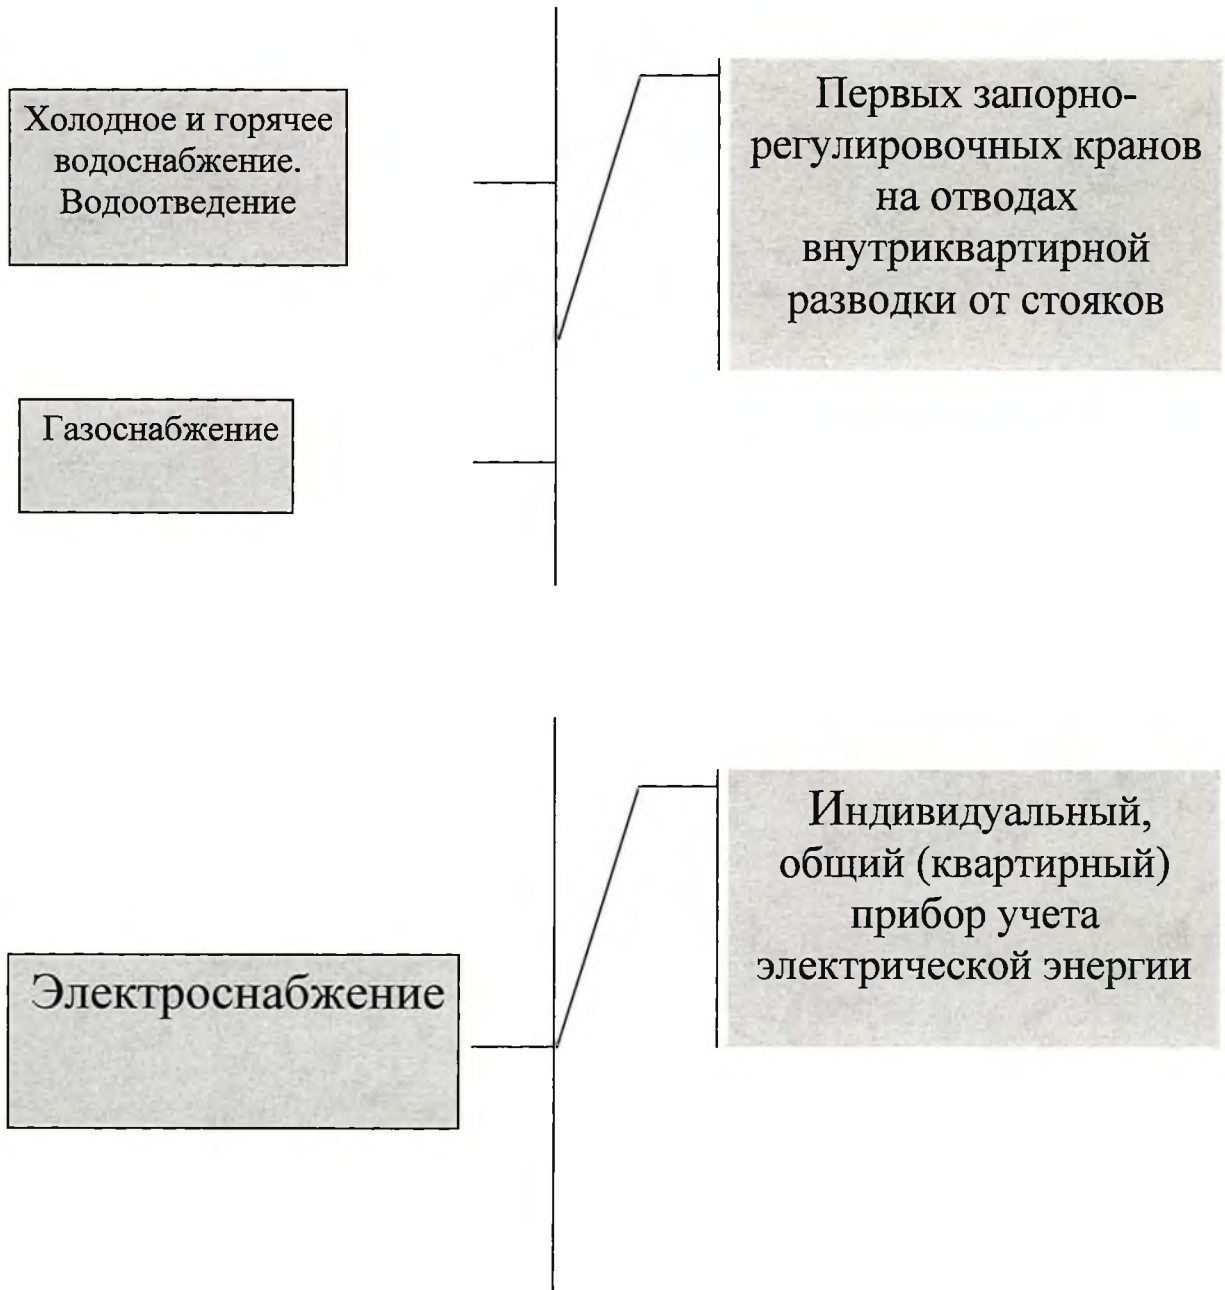 Холодное и горячее
водоснабжение.
Водоотведение
Первых запорно-
регулировочных кранов
на отводах
внутриквартирной
разводки от стояков
Газоснабжение
Индивидуальный,
общий (квартирный)
прибор учета
электрической энергии
Электроснабжение